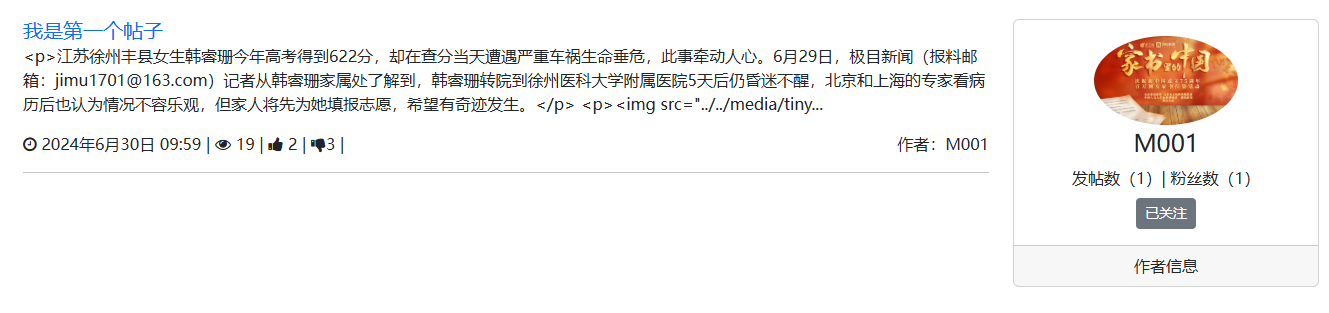 我是第一个帖子
<p>江苏徐州丰县女生韩睿珊今年高考得到622分，却在查分当天遭遇严重车祸生命垂危，此事牵动人心。6月29日，极目新闻（报料邮
箱：jimu1701@163.com）记者从韩睿珊家属处了解到，韩睿珊转院到徐州医科大学附属医院5天后仍昏迷不醒，北京和上海的专家看病
历后也认为情况不容乐观，但家人将先为她填报志愿，希望有奇迹发生。</p> <p><img src="../../media/tiny...
2024年6月30日 09:59 | 19 | 2 | 3 |
作者：M001
家书里的中国
M001
发帖数（1）| 粉丝数（1）
已关注
作者信息